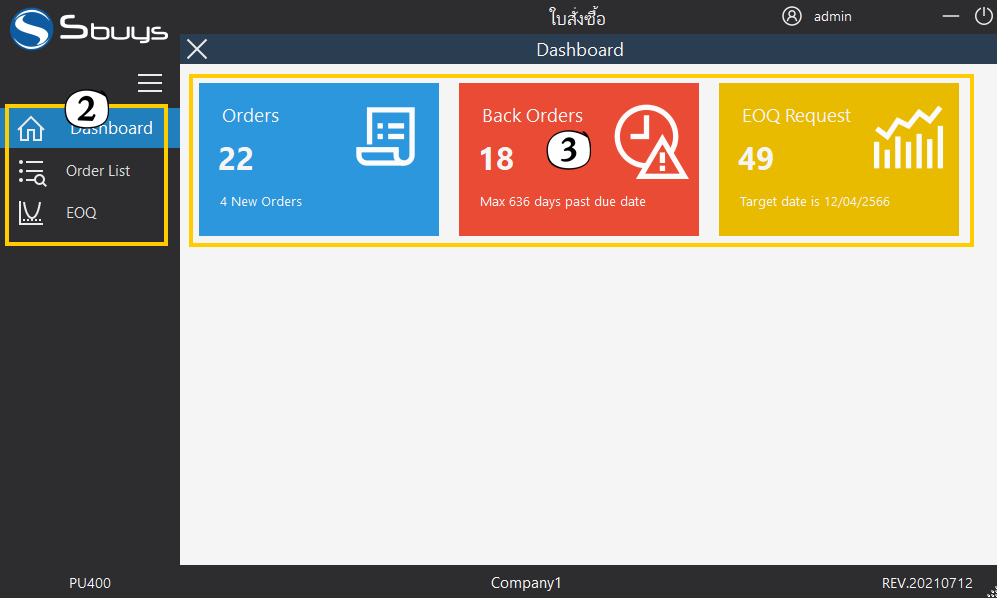 Sbuys
ใบสั่งซื้อ
admin
Dashboard
2
Dashboard
Order List
EOQ
Orders
22
4 New Orders
Back Orders
18
3
Max 636 days past due date
EOQ Request
49
Target date is 12/04/2566
PU400
Company1
REV.20210712